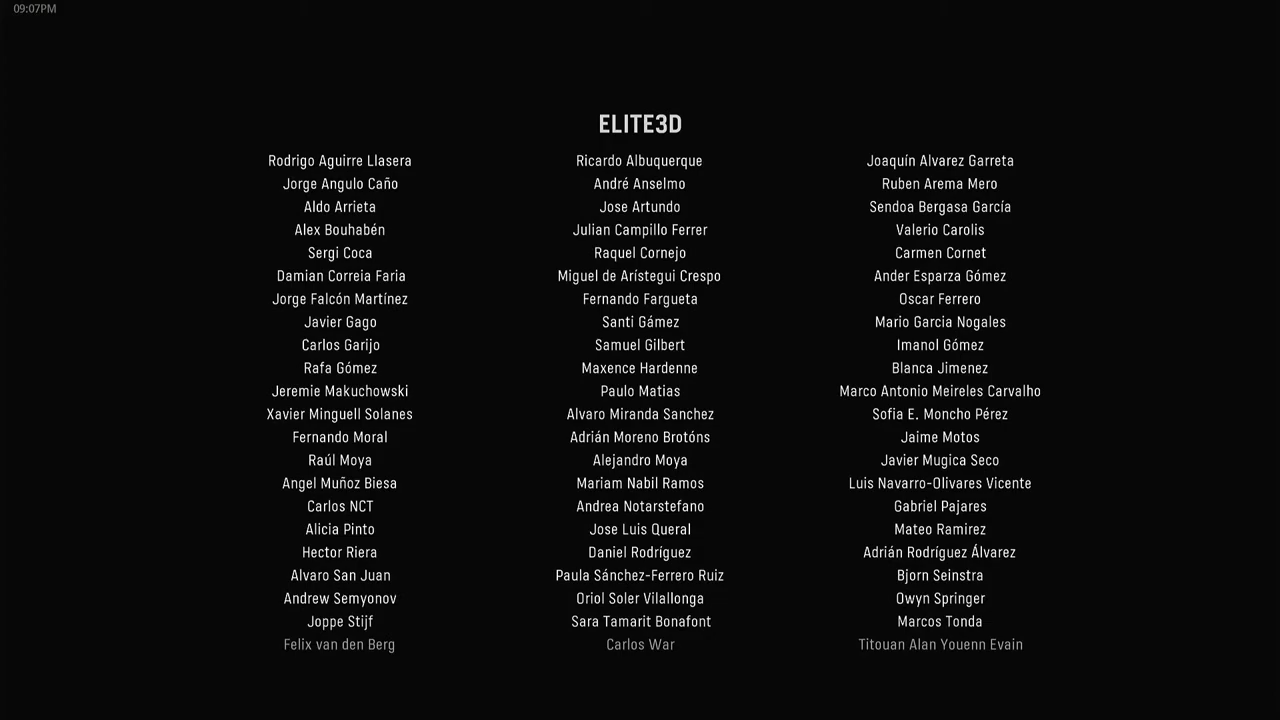 09:07PM
ELITE3D
Rodrigo Aguirre Llasera Ricardo Albuquerque Joaquín Alvarez Garreta
Jorge Angulo Caño André Anselmo Ruben Arema Mero
Aldo Arrieta Jose Artundo Sendoa Bergasa García
Alex Bouhabén Julian Campillo Ferrer Valerio Carolis
Sergi Coca Raquel Cornejo Carmen Cornet
Damian Correia Faria Miguel de Arístegui Crespo Ander Esparza Gómez
Jorge Falcón Martínez Fernando Fargueta Oscar Ferrero
Javier Gago Santi Gámez Mario Garcia Nogales
Carlos Garijo Samuel Gilbert Imanol Gómez
Rafa Gómez Maxence Hardenne Blanca Jimenez
Jeremie Makuchowski Paulo Matias Marco Antonio Meireles Carvalho
Xavier Minguell Solanes Alvaro Miranda Sanchez Sofia E. Moncho Pérez
Fernando Moral Adrián Moreno Brotóns Jaime Motos
Raúl Moya Alejandro Moya Javier Mugica Seco
Angel Muñoz Biesa Mariam Nabil Ramos Luis Navarro-Olivares Vicente
Carlos NCT Andrea Notarstefano Gabriel Pajares
Alicia Pinto Jose Luis Queral Mateo Ramirez
Hector Riera Daniel Rodríguez Adrián Rodríguez Álvarez
Alvaro San Juan Paula Sánchez-Ferrero Ruiz Bjorn Seinstra
Andrew Semyonov Oriol Soler Vilallonga Owyn Springer
Joppe Stijf Sara Tamarit Bonafont Marcos Tonda
Felix van den Berg Carlos War Titouan Alan Youenn Evain